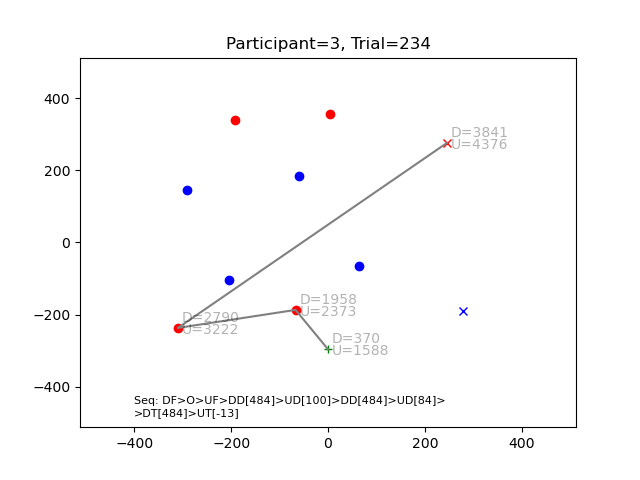 Participant=3, Trial=234
400
200
0
−200
−400
D=3841
U=4376
D=1958
U=2373
D=2790
U=3222
D=370
U=1588
Seq: DF>O>UF>DD[484]>UD[100]>DD[484]>UD[84]>
>DT[484]>UT[-13]
−400
−200
0
200
400